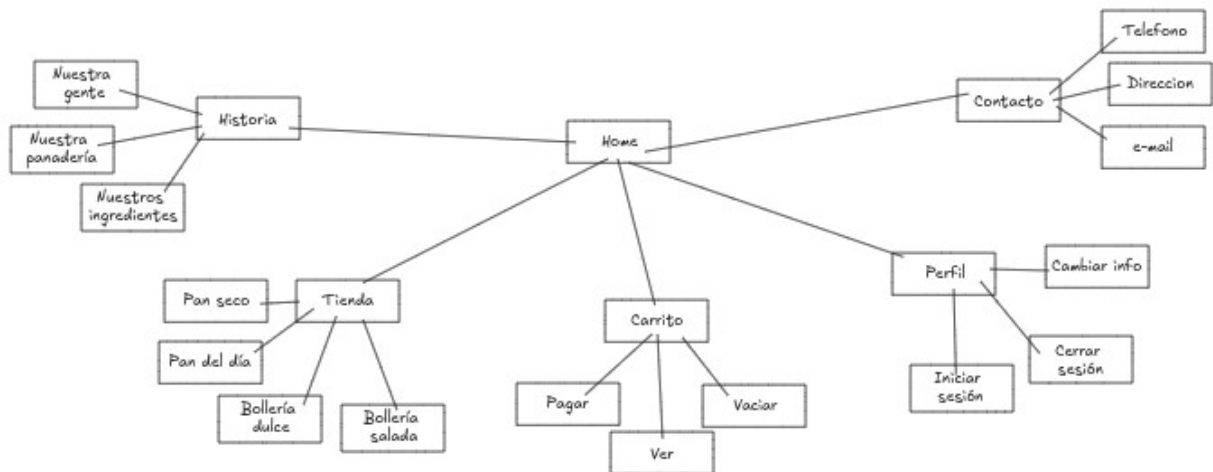 Telefono
Nuestra
gente
Direccion
Contacto
Historia
Nuestra
panadería
Home
e-mail
Nuestros
ingredientes
Cambiar info
Perfil
Pan seco
Tienda
Carrito
Pan del día
Cerrar
sesión
Iniciar
sesión
Pagar
Vaciar
Bollería
dulce
Bollería
salada
Ver